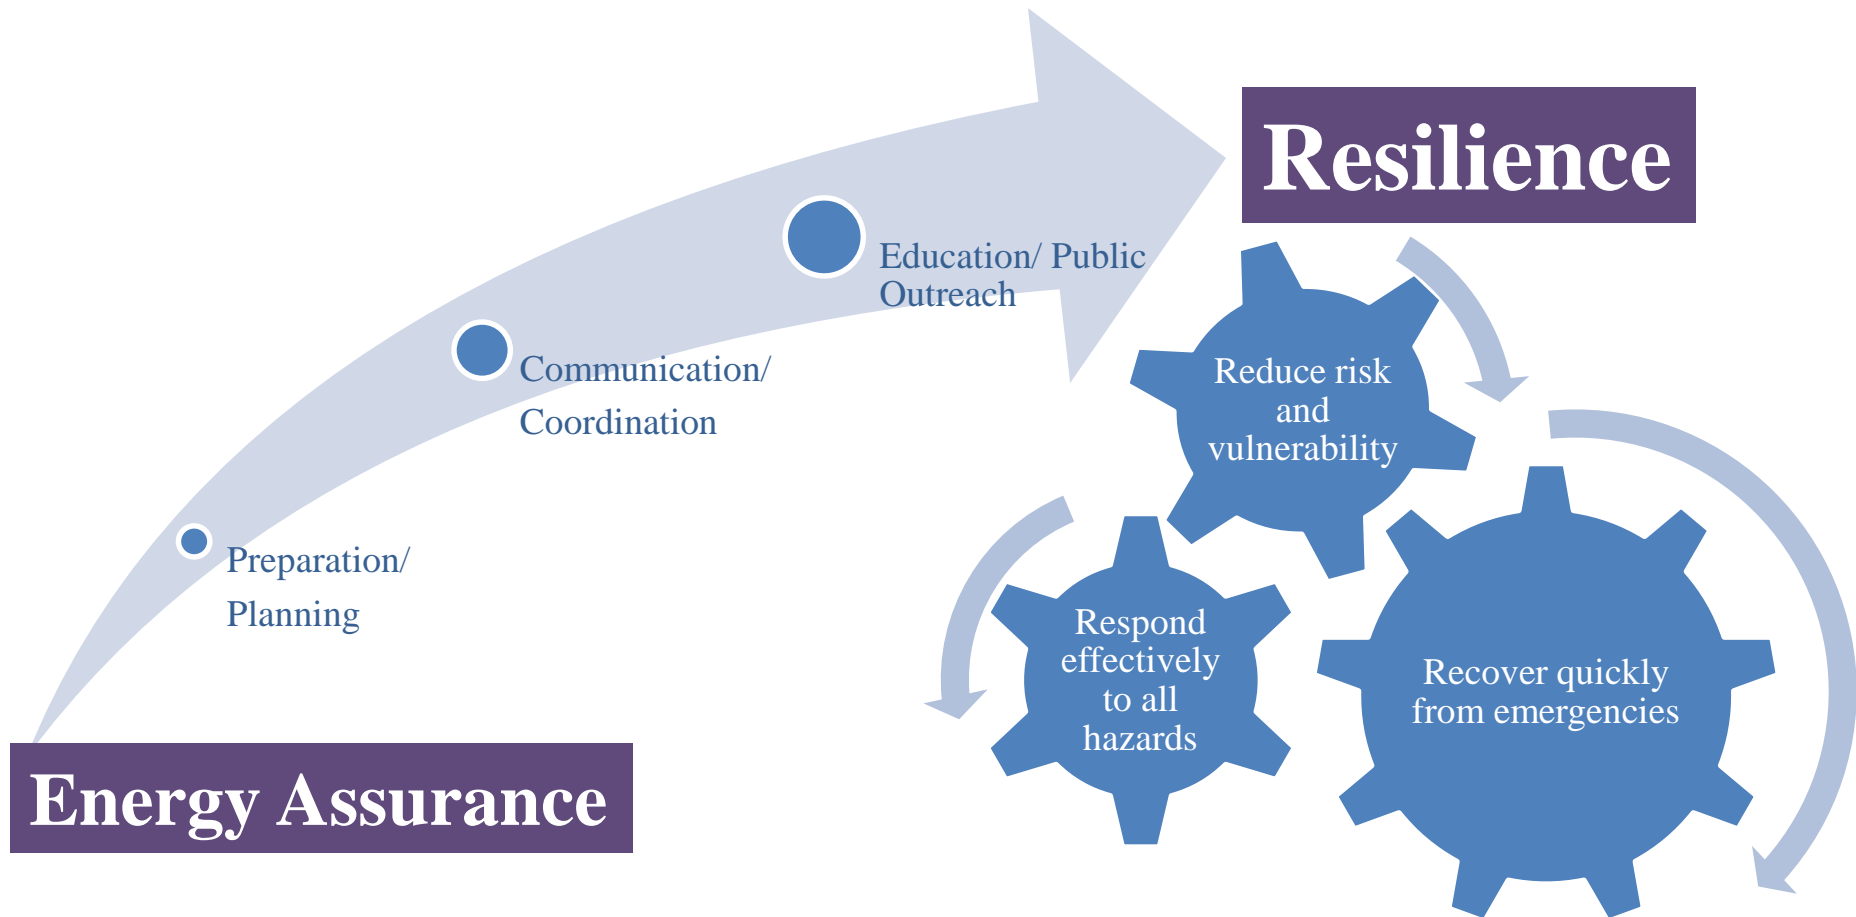 Resilience
Education/ Public
Outreach
Communication/
Coordination
Preparation/
Planning
Energy Assurance
Reduce risk
and
vulnerability
Respond
effectively
to all
hazards
Recover quickly
from emergencies